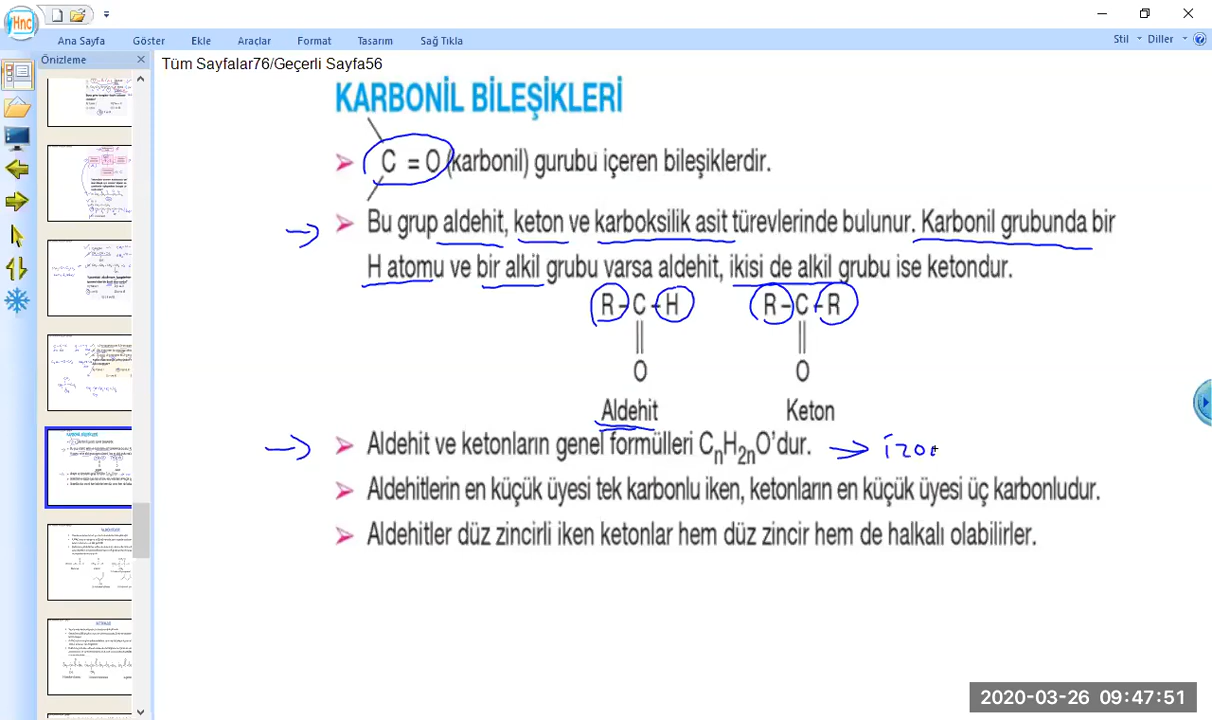 Hnc
Ana Sayfa Göster Ekle Araçlar Format Tasarım Sağ Tıkla Stil Diller
Önizleme
Tüm Sayfalar76/Geçerli Sayfa56
KARBONİL BİLEŞİKLERİ
C = O (karbonil) gurubu içeren bileşiklerdir.
Bu grup aldehit, keton ve karboksilik asit türevlerinde bulunur. Karbonil grubunda bir
H atomu ve bir alkil grubu varsa aldehit, ikisi de alkil grubu ise ketondur.
R – C – H R – C – R
O O
Aldehit Keton
Aldehit ve ketonların genel formülleri CnH2nO'dur. → izo
Aldehitlerin en küçük üyesi tek karbonlu iken, ketonların en küçük üyesi üç karbonludur.
Aldehitler düz zincirli iken ketonlar hem düz zincir hem de halkalı olabilirler.
2020-03-26 09:47:51